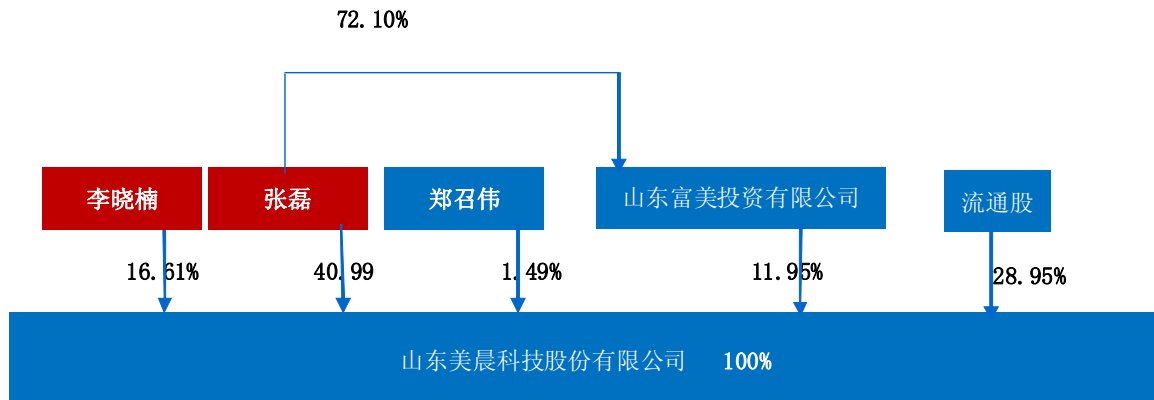 72.10%
李晓楠
张磊
郑召伟
山东富美投资有限公司
流通股
16.61%
40.99
1.49%
11.95%
28.95%
山东美晨科技股份有限公司 100%